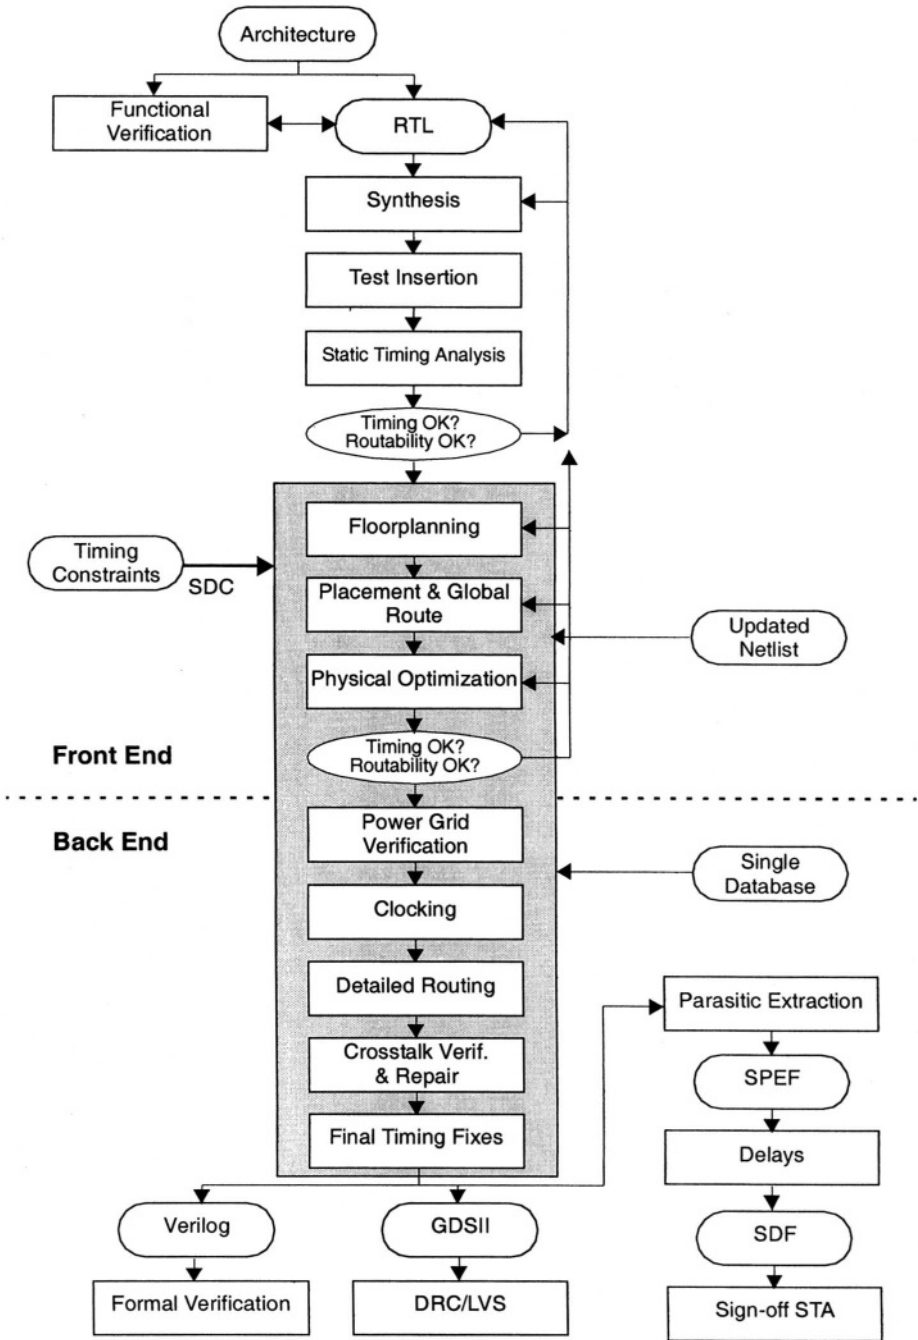 Architecture
Functional
Verification
RTL
Synthesis
Test Insertion
Static Timing Analysis
Timing OK?
Routability OK?
Floorplanning
Timing
Constraints
SDC
Placement & Global
Route
Updated
Netlist
Physical Optimization
Timing OK?
Routability OK?
Front End
Back End
Power Grid
Verification
Single
Database
Clocking
Detailed Routing
Parasitic Extraction
Crosstalk Verif.
& Repair
SPEF
Final Timing Fixes
Delays
Verilog
GDSII
SDF
Formal Verification
DRC/LVS
Sign-off STA